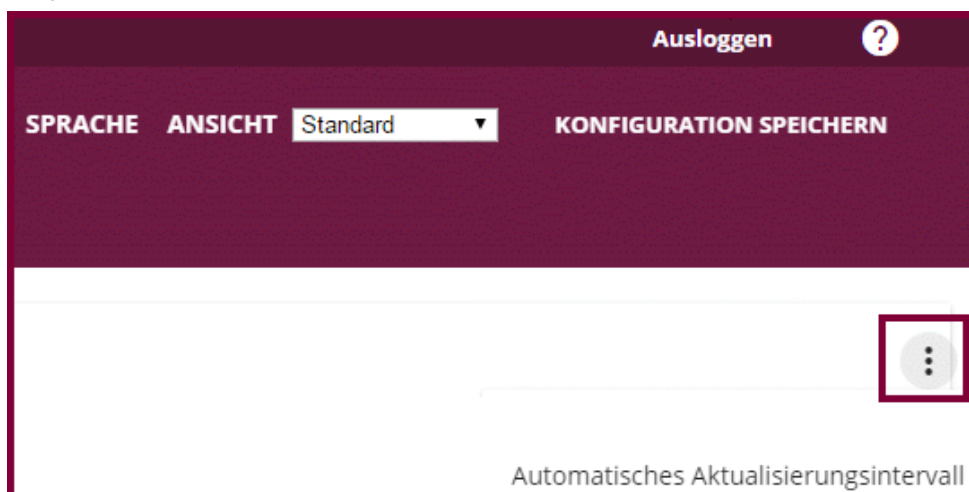 Ausloggen ?
SPRACHE ANSICHT Standard KONFIGURATION SPEICHERN
Automatisches Aktualisierungsintervall